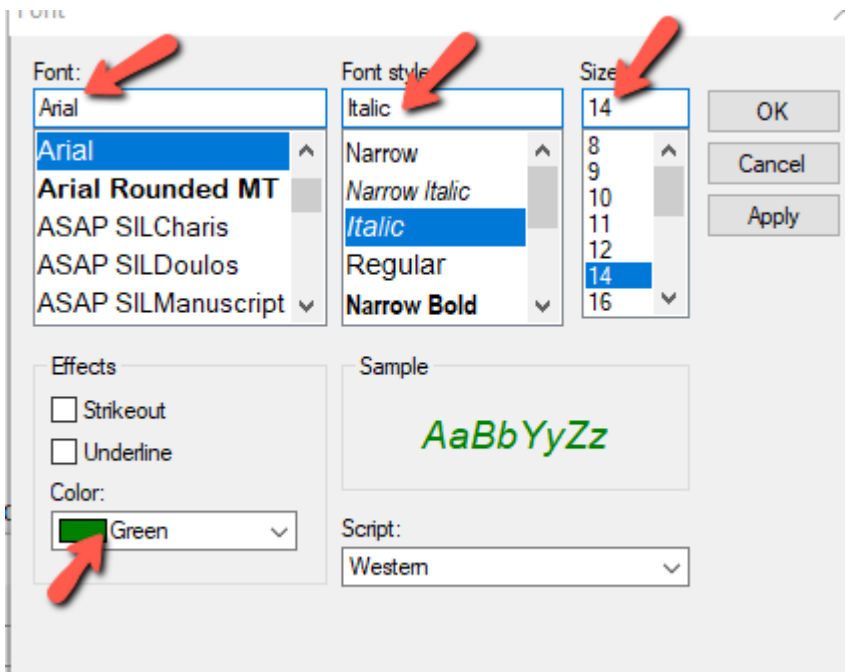 Font
Font:
Font style
Size
Arial
Italic
14
OK
Arial
Arial Rounded MT
ASAP SILCharis
ASAP SILDoulos
ASAP SILManuscript
Narrow
Narrow Italic
Italic
Regular
Narrow Bold
8
9
10
11
12
14
16
Cancel
Apply
Effects
Strikeout
Underline
Color:
Green
Sample
AaBbYyZz
Script:
Western